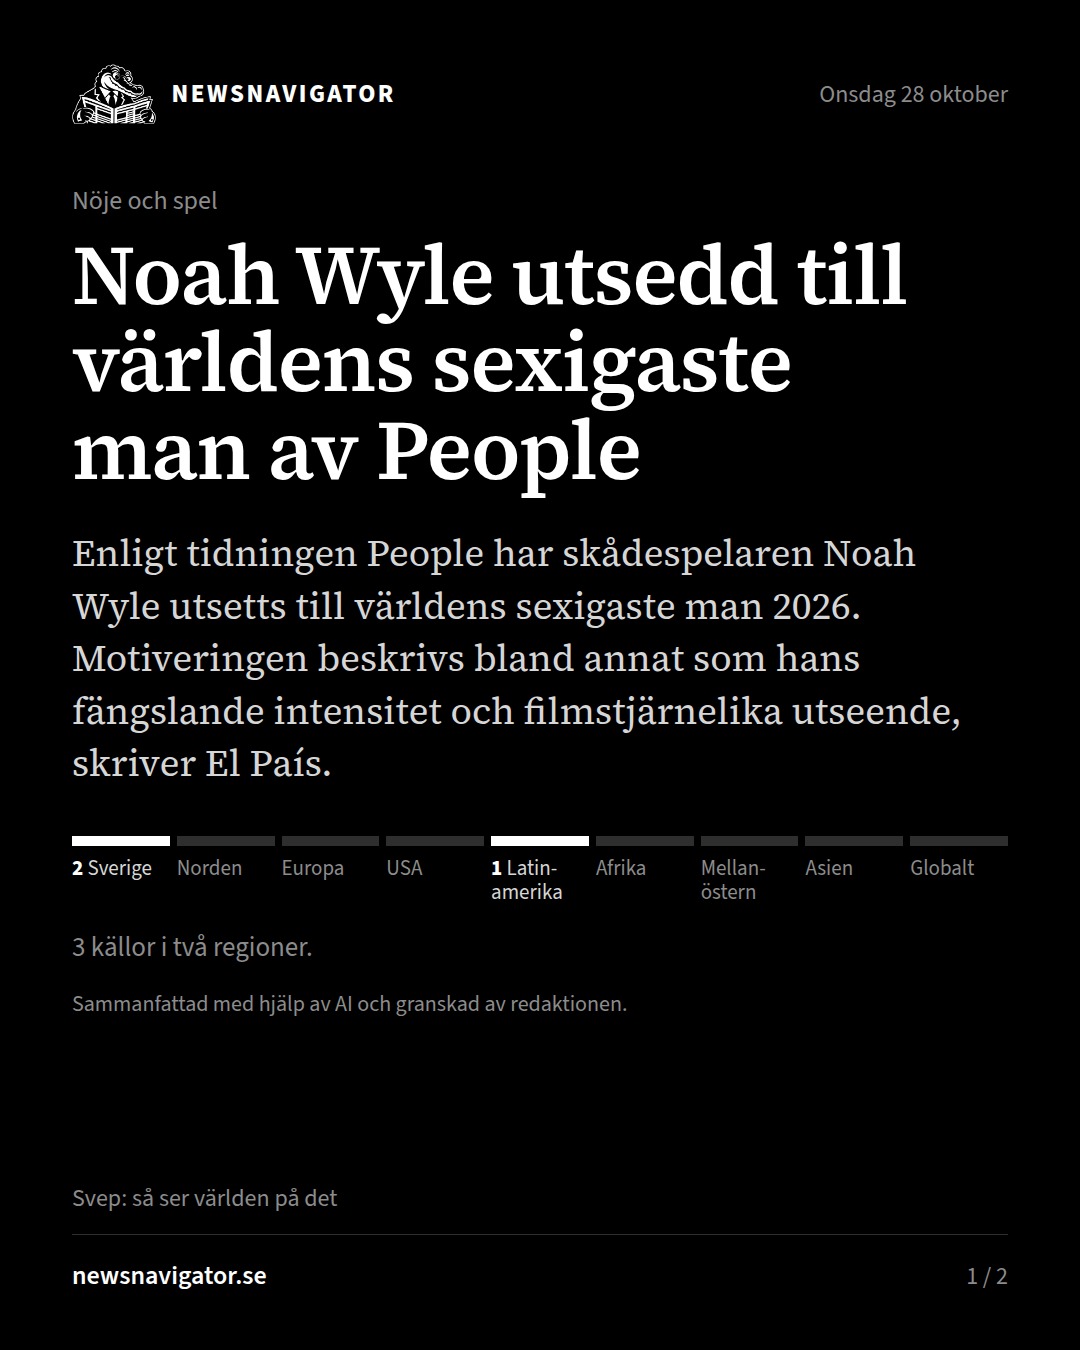 NEWSNAVIGATOR
Onsdag 28 oktober
Nöje och spel
Noah Wyle utsedd till
världens sexigaste
man av People
Enligt tidningen People har skådespelaren Noah
Wyle utsetts till världens sexigaste man 2026.
Motiveringen beskrivs bland annat som hans
fängslande intensitet och filmstjärnelika utseende,
skriver El País.
2 Sverige
Norden
Europa
USA
1 Latin-
amerika
Afrika
Mellan-
östern
Asien
Globalt
3 källor i två regioner.
Sammanfattad med hjälp av AI och granskad av redaktionen.
Svep: så ser världen på det
newsnavigator.se
1 / 2